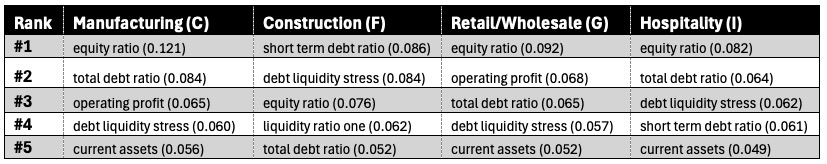 Rank Manufacturing (C) Construction (F) Retail/Wholesale (G) Hospitality (I)
#1 equity ratio (0.121) short term debt ratio (0.086) equity ratio (0.092) equity ratio (0.082)
#2 total debt ratio (0.084) debt liquidity stress (0.084) operating profit (0.068) total debt ratio (0.064)
#3 operating profit (0.065) equity ratio (0.076) total debt ratio (0.065) debt liquidity stress (0.062)
#4 debt liquidity stress (0.060) liquidity ratio one (0.062) debt liquidity stress (0.057) short term debt ratio (0.061)
#5 current assets (0.056) total debt ratio (0.052) current assets (0.052) current assets (0.049)